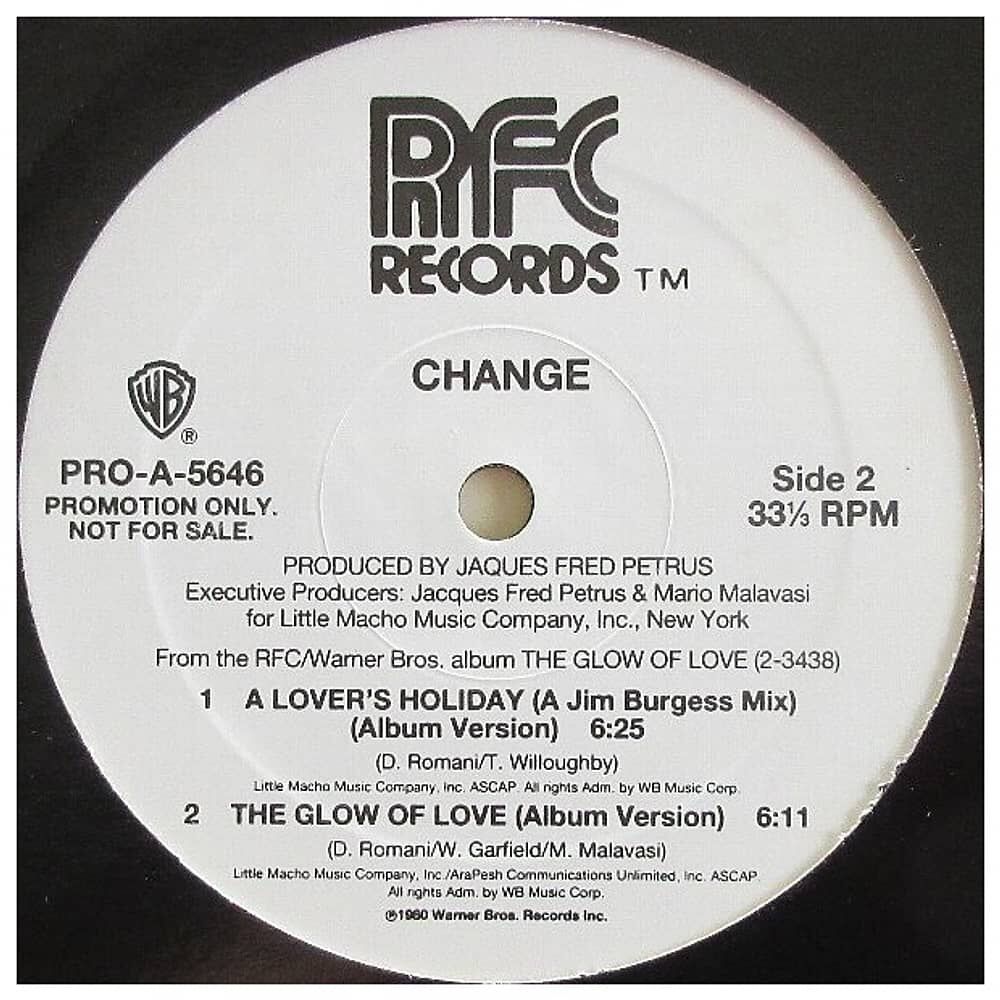 RFC
RECORDS TM
CHANGE
WB ®
PRO-A-5646
PROMOTION ONLY.
NOT FOR SALE.
Side 2
33⅓ RPM
PRODUCED BY JAQUES FRED PETRUS
Executive Producers: Jacques Fred Petrus & Mario Malavasi
for Little Macho Music Company, Inc., New York
From the RFC/Warner Bros. album THE GLOW OF LOVE (2-3438)
1 A LOVER'S HOLIDAY (A Jim Burgess Mix)
(Album Version) 6:25
(D. Romani/T. Willoughby)
Little Macho Music Company, Inc. ASCAP. All rights Adm. by WB Music Corp.
2 THE GLOW OF LOVE (Album Version) 6:11
(D. Romani/W. Garfield/M. Malavasi)
Little Macho Music Company, Inc./AraPesh Communications Unlimited, Inc. ASCAP.
All rights Adm. by WB Music Corp.
℗1980 Warner Bros. Records Inc.